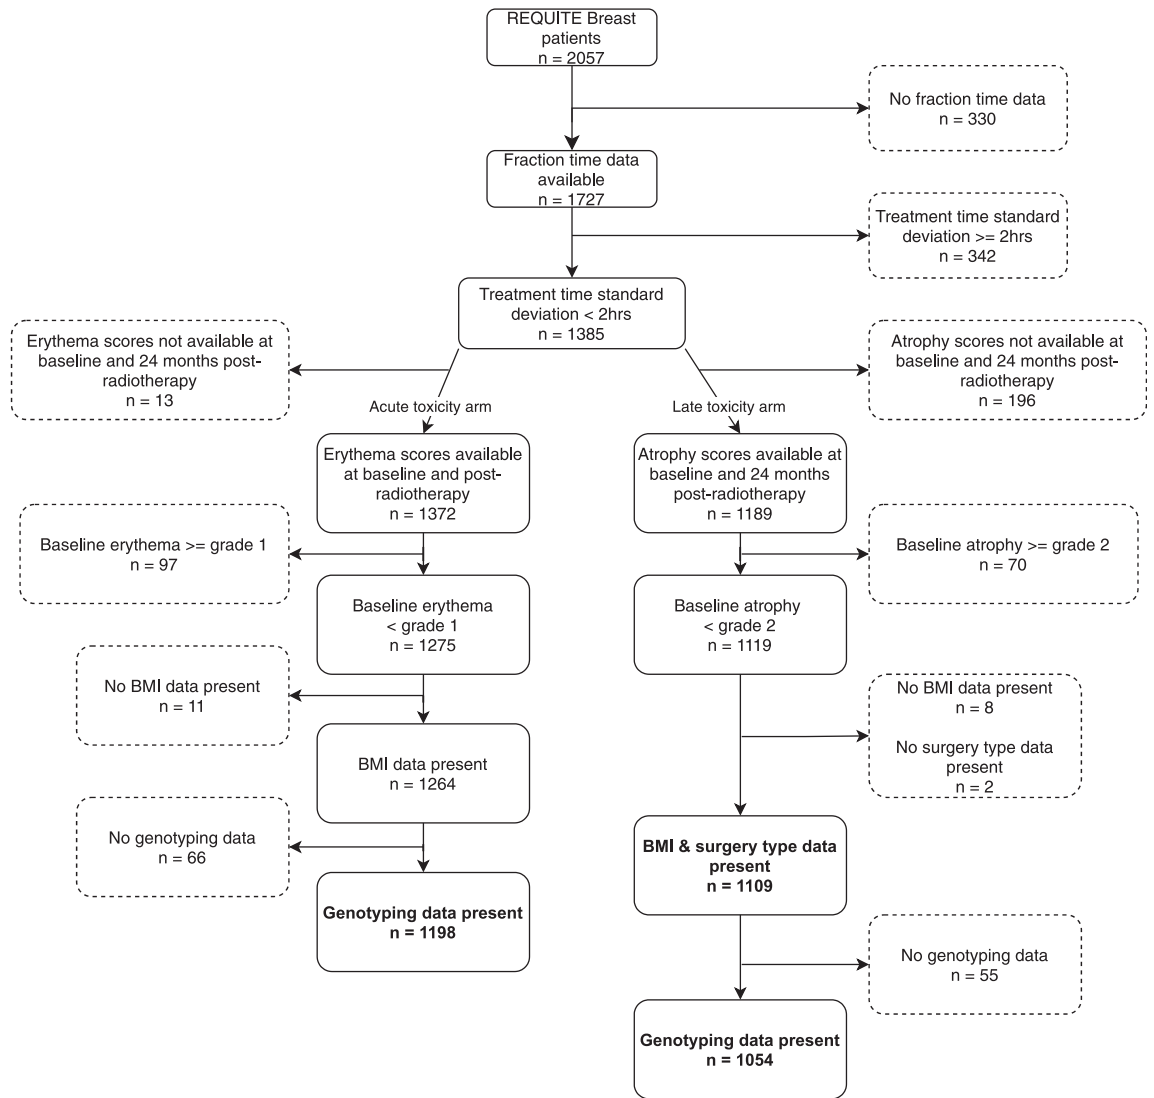 REQUITE Breast
patients
n = 2057
No fraction time data
n = 330
Fraction time data
available
n = 1727
Treatment time standard
deviation >= 2hrs
n = 342
Treatment time standard
deviation < 2hrs
n = 1385
Erythema scores not available at
baseline and 24 months post-
radiotherapy
n = 13
Atrophy scores not available at
baseline and 24 months post-
radiotherapy
n = 196
Acute toxicity arm
Late toxicity arm
Erythema scores available
at baseline and post-
radiotherapy
n = 1372
Atrophy scores available at
baseline and 24 months
post-radiotherapy
n = 1189
Baseline erythema >= grade 1
n = 97
Baseline atrophy >= grade 2
n = 70
Baseline erythema
< grade 1
n = 1275
Baseline atrophy
< grade 2
n = 1119
No BMI data present
n = 11
No BMI data present
n = 8
No surgery type data
present
n = 2
BMI data present
n = 1264
No genotyping data
n = 66
BMI & surgery type data
present
n = 1109
Genotyping data present
n = 1198
No genotyping data
n = 55
Genotyping data present
n = 1054